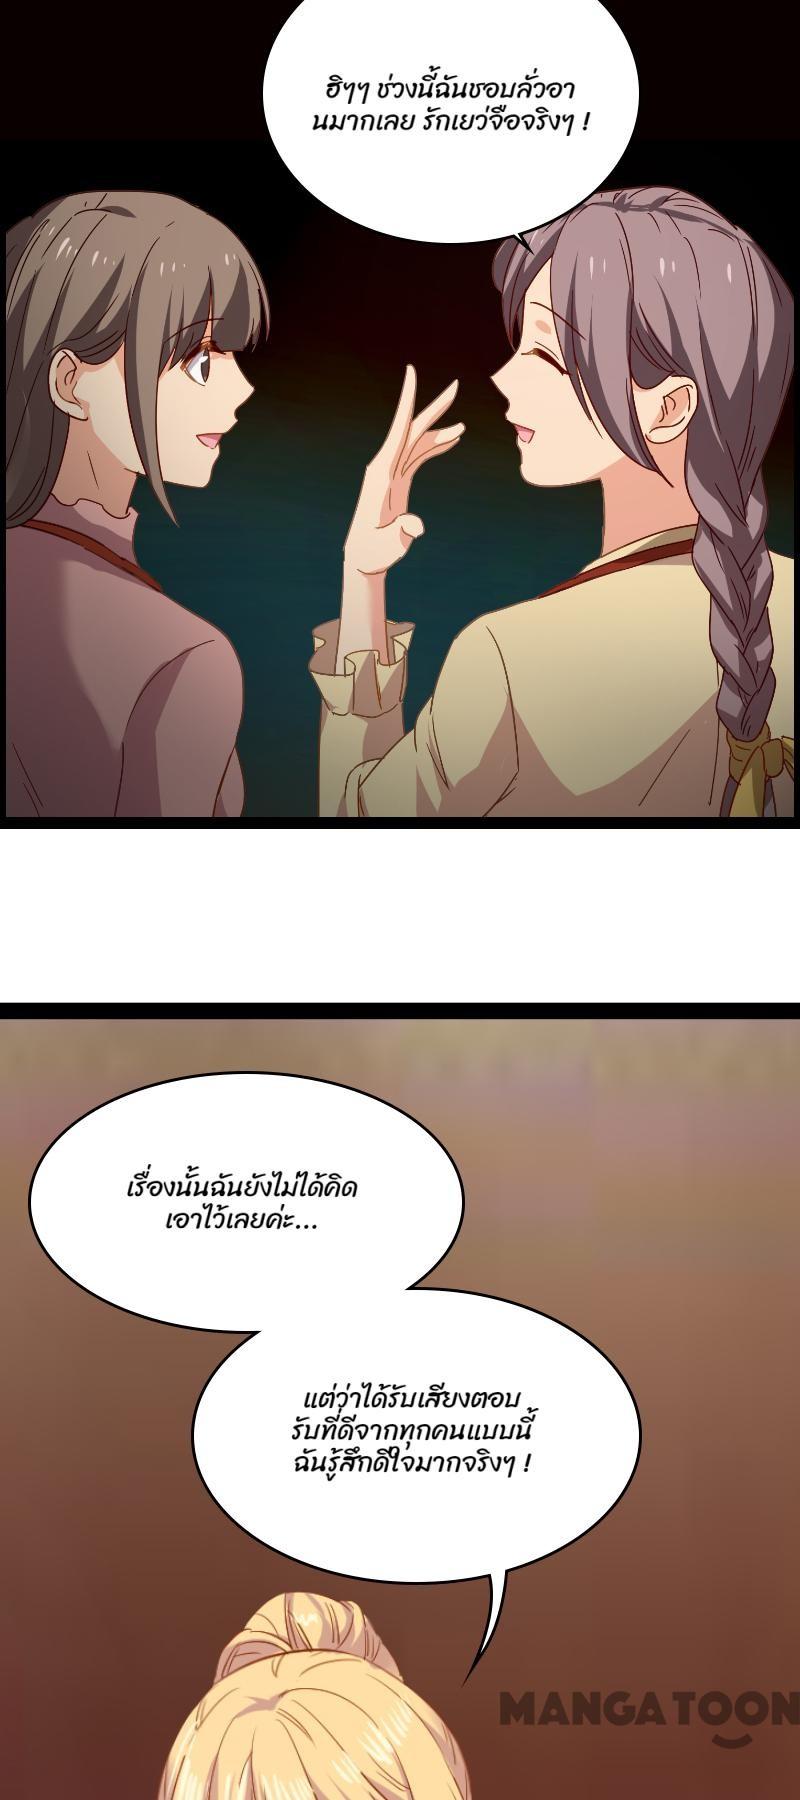 ฮิๆๆ ช่วงนี้ฉันชอบลั่วอา
นมากเลย รักเยว่จือจริงๆ !
เรื่องนั้นฉันยังไม่ได้คิด
เอาไว้เลยค่ะ...
แต่ว่าได้รับเสียงตอบ
รับที่ดีจากทุกคนแบบนี้
ฉันรู้สึกดีใจมากจริงๆ !
MANGATOON